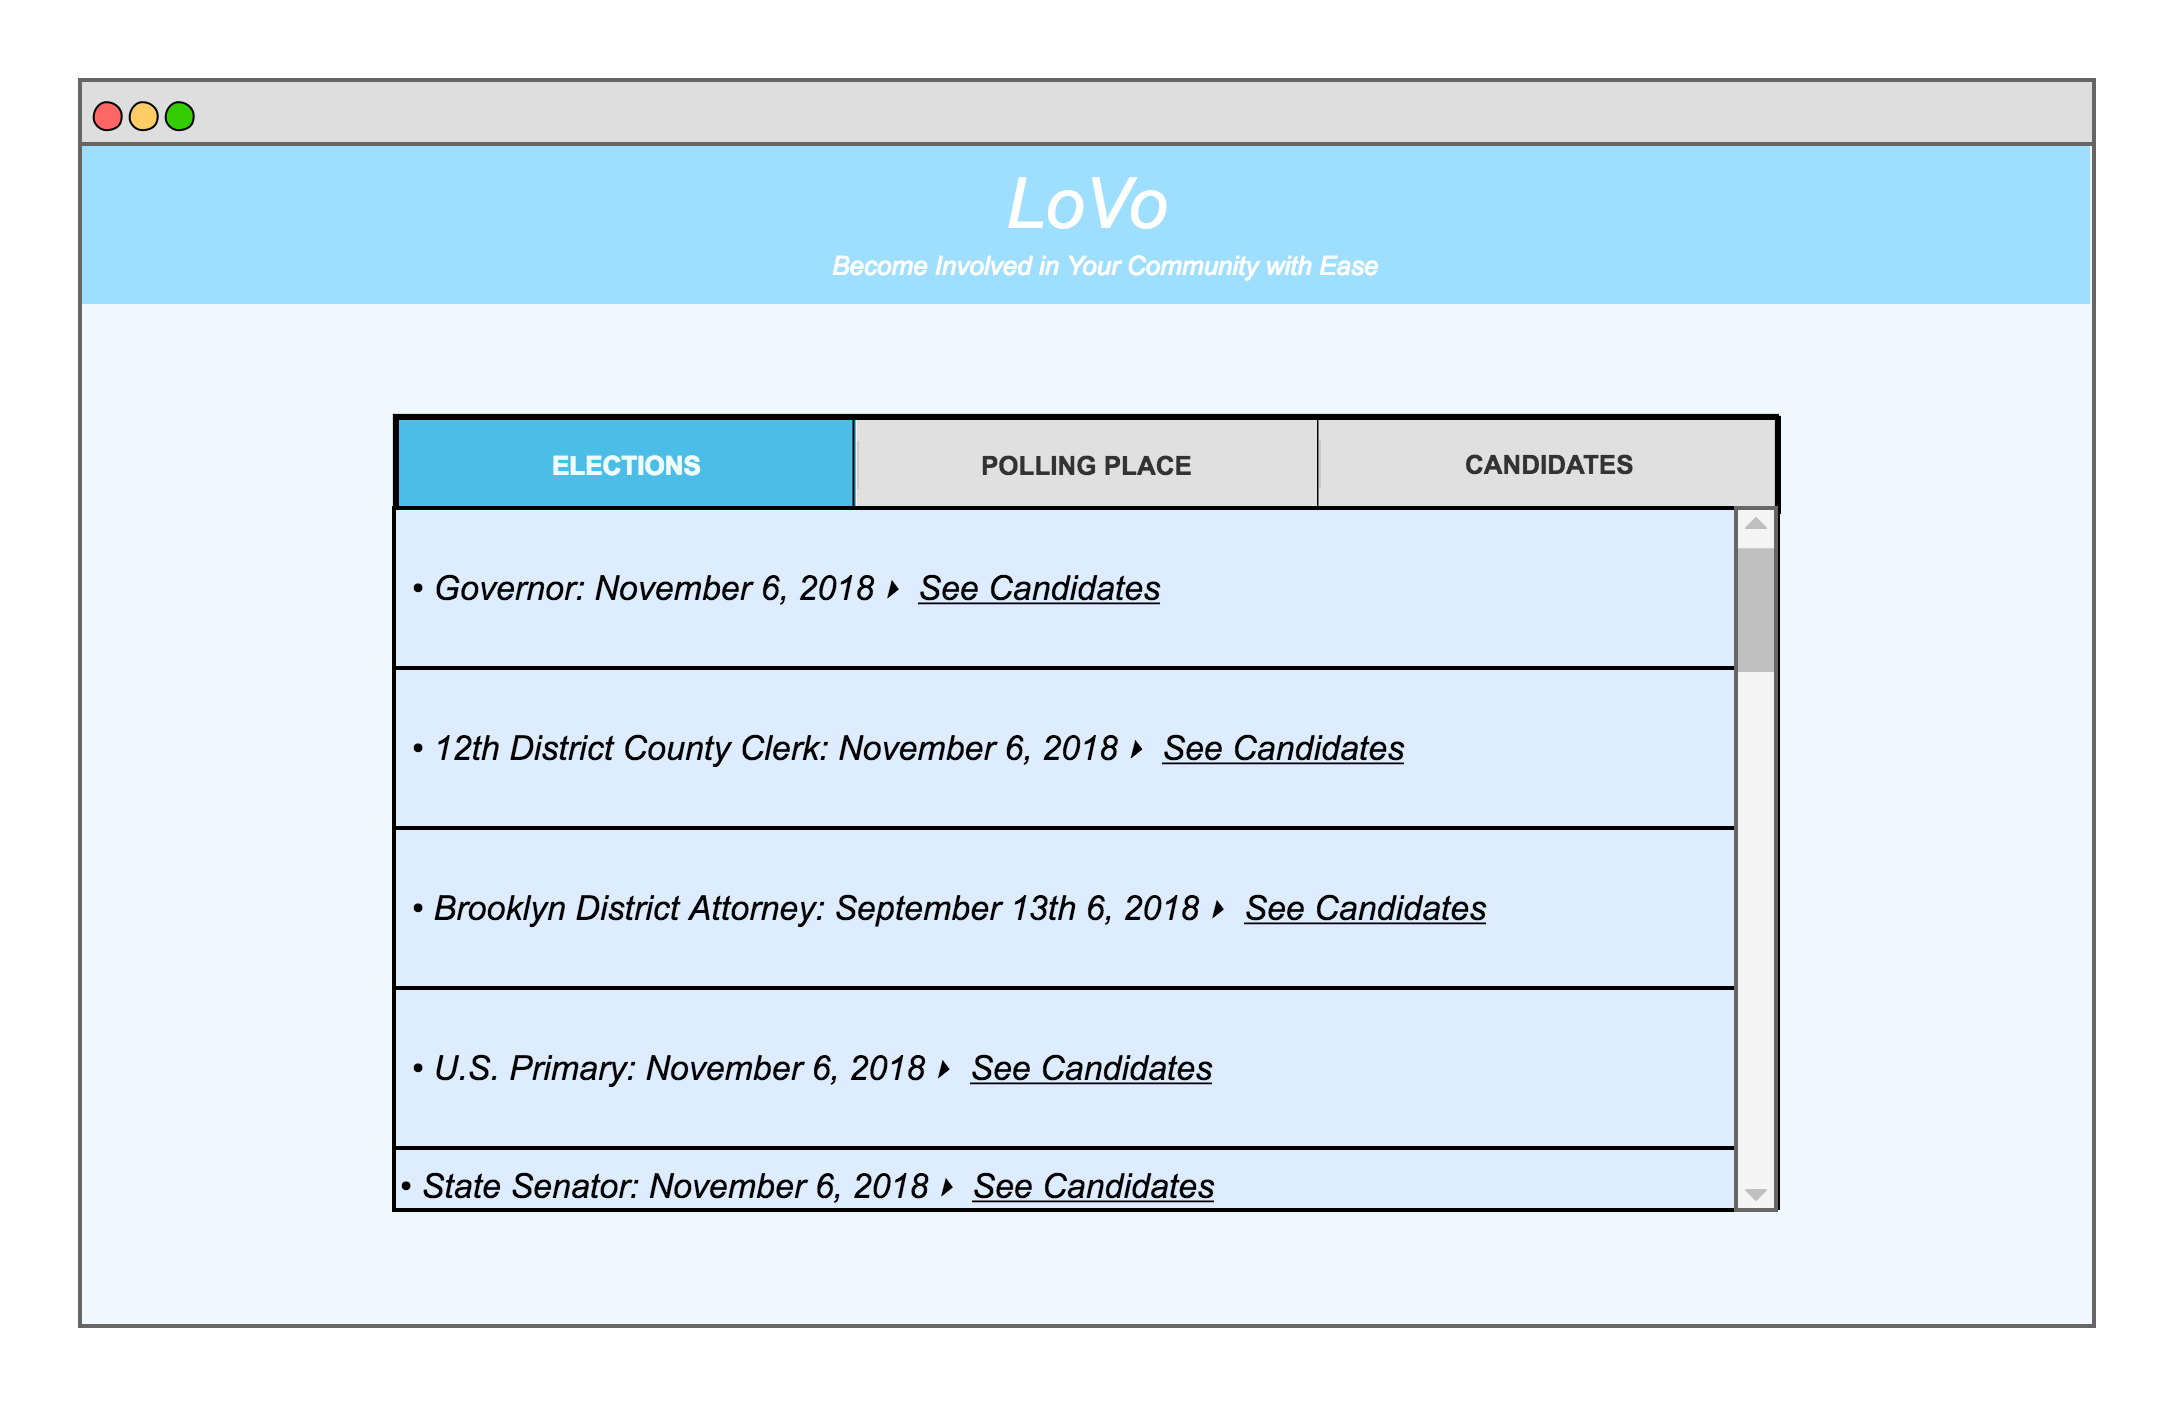 LoVo
Become Involved in Your Community with Ease
ELECTIONS POLLING PLACE CANDIDATES
• Governor: November 6, 2018 ‣ See Candidates
• 12th District County Clerk: November 6, 2018 ‣ See Candidates
• Brooklyn District Attorney: September 13th 6, 2018 ‣ See Candidates
• U.S. Primary: November 6, 2018 ‣ See Candidates
• State Senator: November 6, 2018 ‣ See Candidates